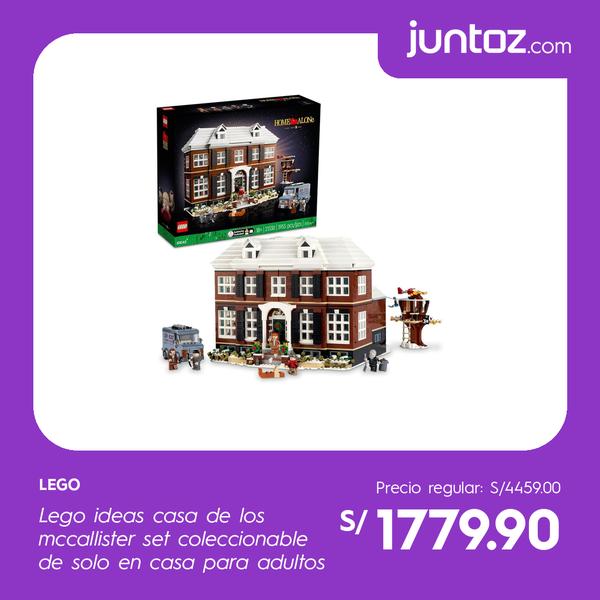 juntoz.com
HOME ALONe
LEGO
Precio regular: S/4459.00
Lego ideas casa de los
mccallister set coleccionable
de solo en casa para adultos
S/ 1779.90